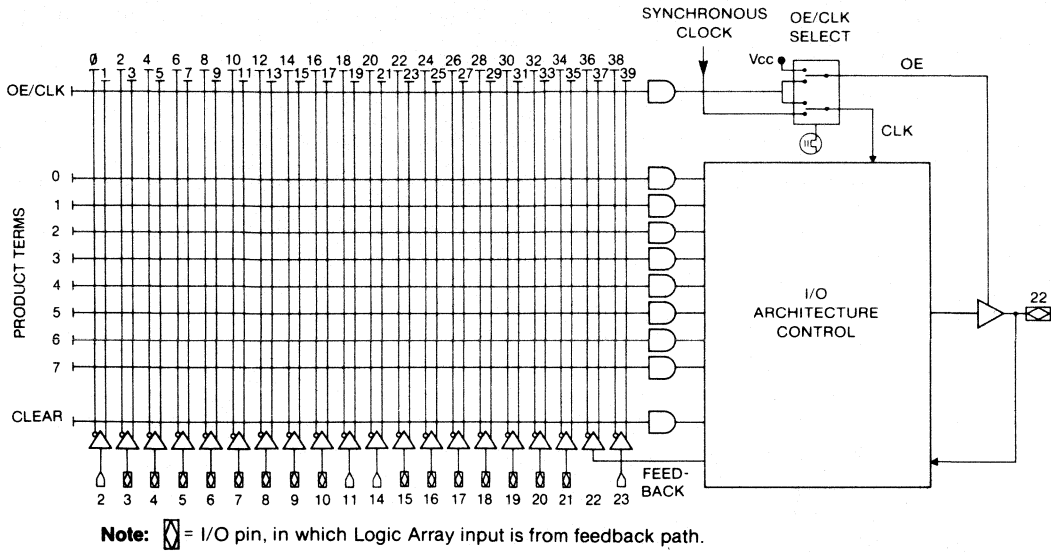 SYNCHRONOUS
CLOCK
OE/CLK
SELECT
Vcc
OE
CLK
Ø 2 4 6 8 10 12 14 16 18 20 22 24 26 28 30 32 34 36 38
1 3 5 7 9 11 13 15 17 19 21 23 25 27 29 31 33 35 37 39
OE/CLK
PRODUCT TERMS
0
1
2
3
4
5
6
7
CLEAR
I/O
ARCHITECTURE
CONTROL
22
FEED-
BACK
2 3 4 5 6 7 8 9 10 11 14 15 16 17 18 19 20 21 22 23
Note: = I/O pin, in which Logic Array input is from feedback path.